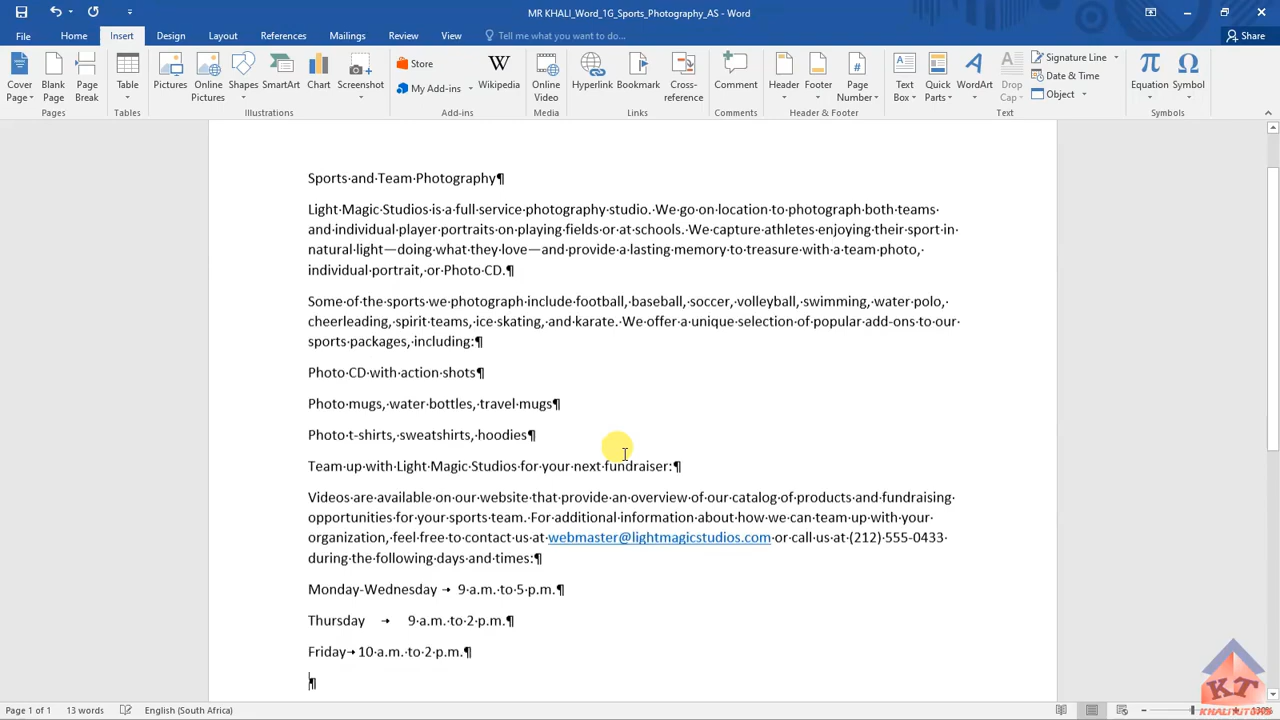 MR KHALI_Word_1G_Sports_Photography_AS - Word
File Home Insert Design Layout References Mailings Review View Tell me what you want to do... Share
Cover Page Blank Page Page Break Table Pictures Online Pictures Shapes SmartArt Chart Screenshot Store My Add-ins Wikipedia Online Video Hyperlink Bookmark Cross-reference Comment Header Footer Page Number Text Box Quick Parts WordArt Drop Cap Signature Line Date & Time Object Equation Symbol
Pages Tables Illustrations Add-ins Media Links Comments Header & Footer Text Symbols
Sports·and·Team·Photography¶
Light·Magic·Studios·is·a·full·service·photography·studio.·We·go·on·location·to·photograph·both·teams·
and·individual·player·portraits·on·playing·fields·or·at·schools.·We·capture·athletes·enjoying·their·sport·in·
natural·light—doing·what·they·love—and·provide·a·lasting·memory·to·treasure·with·a·team·photo,·
individual·portrait,·or·Photo·CD.¶
Some·of·the·sports·we·photograph·include·football,·baseball,·soccer,·volleyball,·swimming,·water·polo,·
cheerleading,·spirit·teams,·ice·skating,·and·karate.·We·offer·a·unique·selection·of·popular·add-ons·to·our·
sports·packages,·including:¶
Photo·CD·with·action·shots¶
Photo·mugs,·water·bottles,·travel·mugs¶
Photo·t-shirts,·sweatshirts,·hoodies¶
Team·up·with·Light·Magic·Studios·for·your·next·fundraiser:¶
Videos·are·available·on·our·website·that·provide·an·overview·of·our·catalog·of·products·and·fundraising·
opportunities·for·your·sports·team.·For·additional·information·about·how·we·can·team·up·with·your·
organization,·feel·free·to·contact·us·at·webmaster@lightmagicstudios.com·or·call·us·at·(212)·555-0433·
during·the·following·days·and·times:¶
Monday-Wednesday → 9·a.m.·to·5·p.m.¶
Thursday → 9·a.m.·to·2·p.m.¶
Friday→10·a.m.·to·2·p.m.¶
¶
KT
Page 1 of 1 13 words English (South Africa)